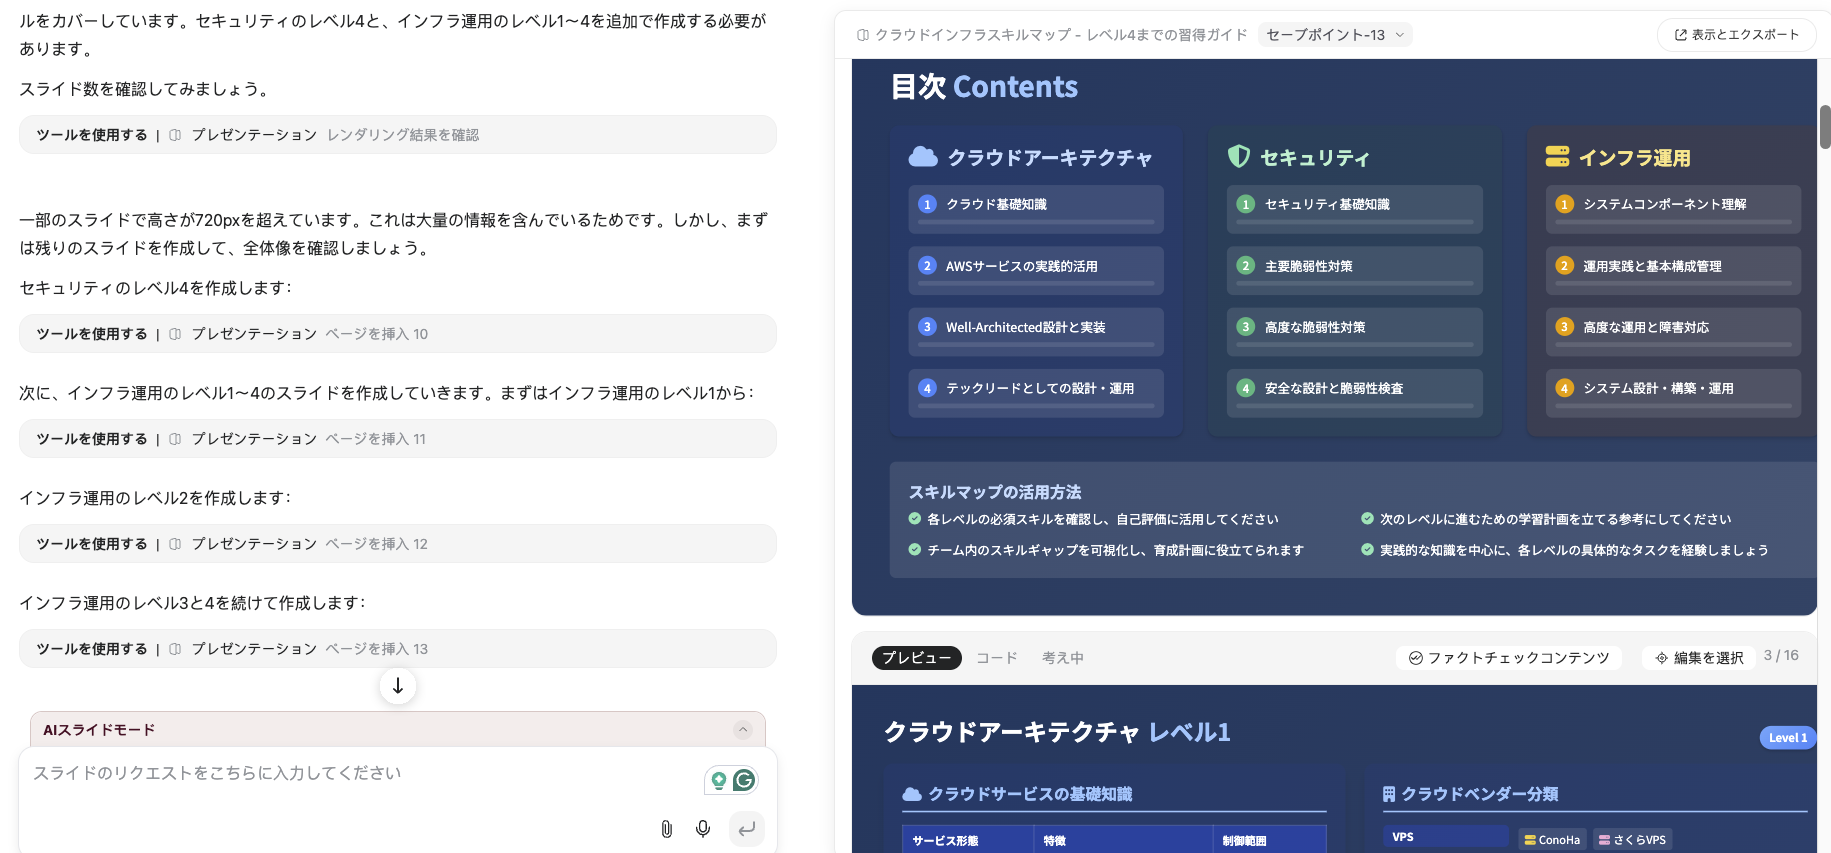 ルをカバーしています。セキュリティのレベル4と、インフラ運用のレベル1〜4を追加で作成する必要が
あります。
スライド数を確認してみましょう。
ツールを使用する | プレゼンテーション レンダリング結果を確認
一部のスライドで高さが720pxを超えています。これは大量の情報を含んでいるためです。しかし、まず
は残りのスライドを作成して、全体像を確認しましょう。
セキュリティのレベル4を作成します：
ツールを使用する | プレゼンテーション ページを挿入 10
次に、インフラ運用のレベル1〜4のスライドを作成していきます。まずはインフラ運用のレベル1から：
ツールを使用する | プレゼンテーション ページを挿入 11
インフラ運用のレベル2を作成します：
ツールを使用する | プレゼンテーション ページを挿入 12
インフラ運用のレベル3と4を続けて作成します：
ツールを使用する | プレゼンテーション ページを挿入 13
AIスライドモード
スライドのリクエストをこちらに入力してください
クラウドインフラスキルマップ - レベル4までの習得ガイド セーブポイント-13
表示とエクスポート
目次 Contents
クラウドアーキテクチャ
1 クラウド基礎知識
2 AWSサービスの実践的活用
3 Well-Architected設計と実装
4 テックリードとしての設計・運用
セキュリティ
1 セキュリティ基礎知識
2 主要脆弱性対策
3 高度な脆弱性対策
4 安全な設計と脆弱性検査
インフラ運用
1 システムコンポーネント理解
2 運用実践と基本構成管理
3 高度な運用と障害対応
4 システム設計・構築・運用
スキルマップの活用方法
各レベルの必須スキルを確認し、自己評価に活用してください
次のレベルに進むための学習計画を立てる参考にしてください
チーム内のスキルギャップを可視化し、育成計画に役立てられます
実践的な知識を中心に、各レベルの具体的なタスクを経験しましょう
プレビュー コード 考え中 ファクトチェックコンテンツ 編集を選択 3 / 16
クラウドアーキテクチャ レベル1
Level 1
クラウドサービスの基礎知識
サービス形態 特徴 制御範囲
クラウドベンダー分類
VPS ConoHa さくらVPS